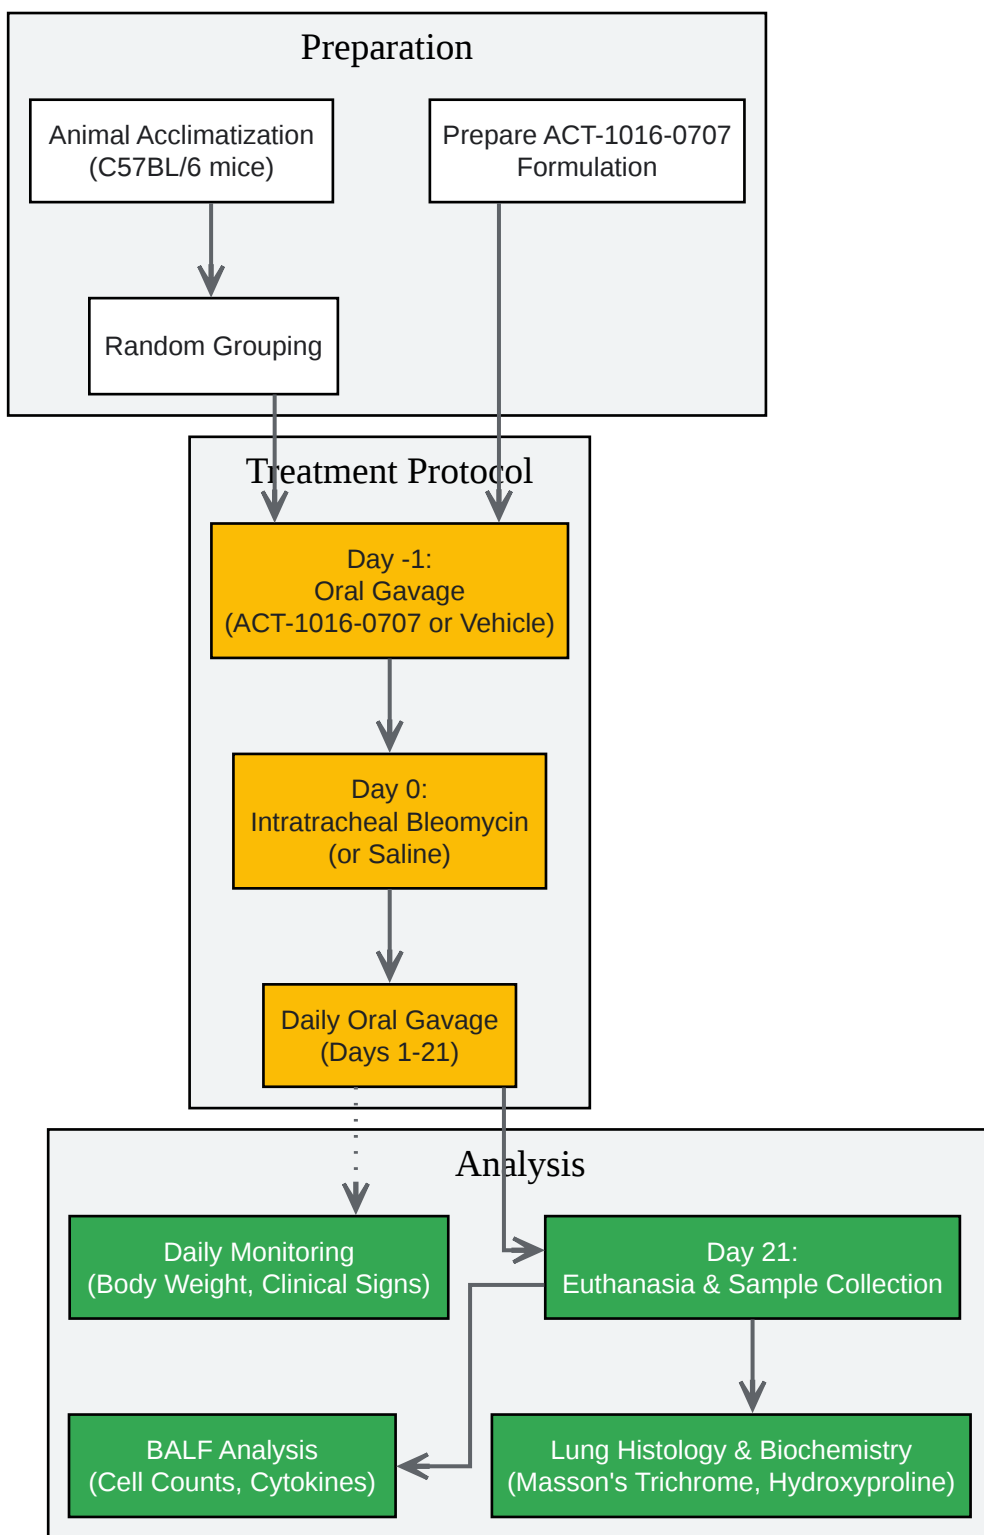 Preparation
Animal Acclimatization
(C57BL/6 mice)
Prepare ACT-1016-0707
Formulation
Random Grouping
Treatment Protocol
Day -1:
Oral Gavage
(ACT-1016-0707 or Vehicle)
Day 0:
Intratracheal Bleomycin
(or Saline)
Daily Oral Gavage
(Days 1-21)
Analysis
Daily Monitoring
(Body Weight, Clinical Signs)
Day 21:
Euthanasia & Sample Collection
BALF Analysis
(Cell Counts, Cytokines)
Lung Histology & Biochemistry
(Masson's Trichrome, Hydroxyproline)